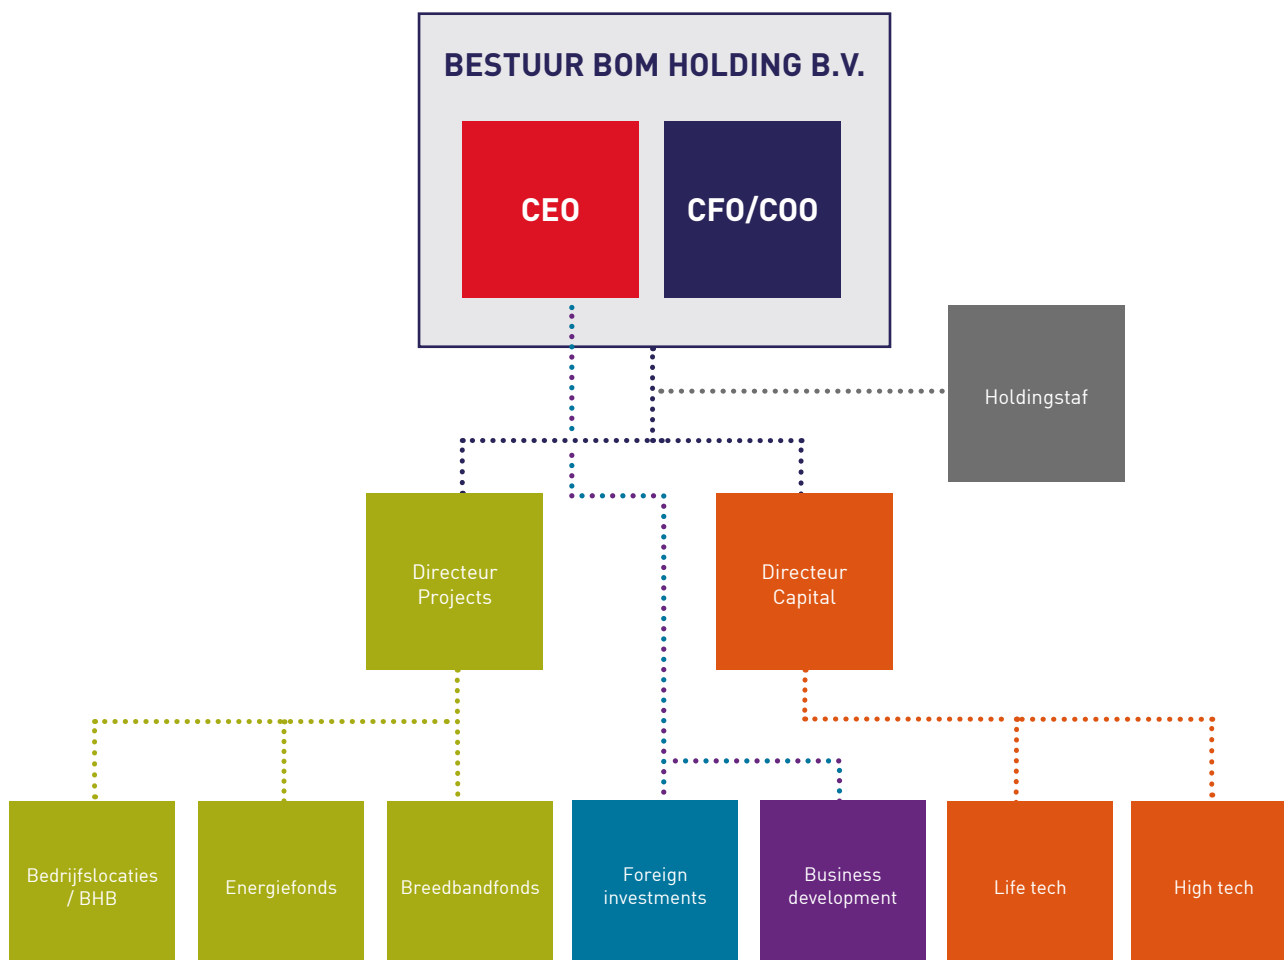 BESTUUR BOM HOLDING B.V.
CEO
CFO/COO
Holdingstaf
Directeur
Projects
Directeur
Capital
Bedrijfslocaties
/ BHB
Energiefonds
Breedbandfonds
Foreign
investments
Business
development
Life tech
High tech